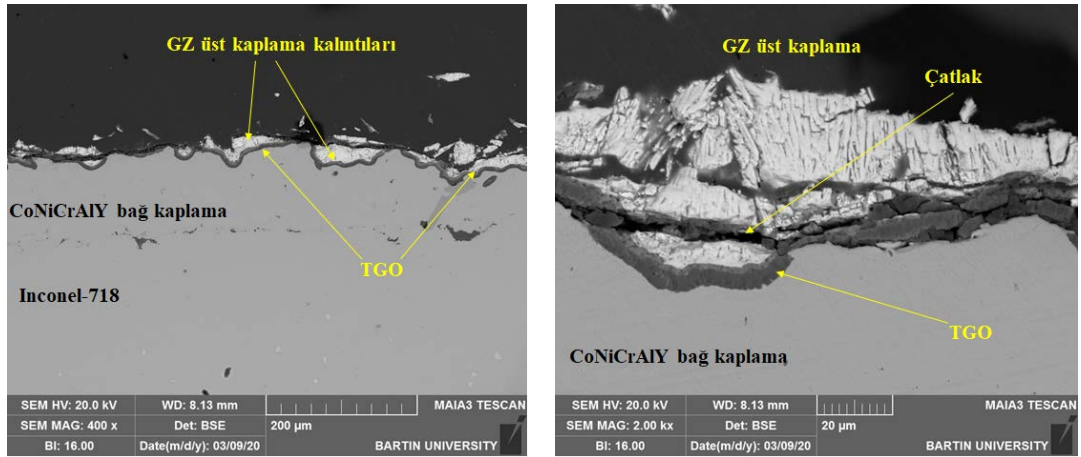 GZ üst kaplama kalıntıları
CoNiCrAlY bağ kaplama
TGO
Inconel-718
SEM HV: 20.0 kV
WD: 8.13 mm
MAIA3 TESCAN
SEM MAG: 400 x
Det: BSE
200 µm
BI: 16.00
Date(m/d/y): 03/09/20
BARTIN UNIVERSITY
GZ üst kaplama
Çatlak
TGO
CoNiCrAlY bağ kaplama
SEM HV: 20.0 kV
WD: 8.13 mm
MAIA3 TESCAN
SEM MAG: 2.00 kx
Det: BSE
20 µm
BI: 16.00
Date(m/d/y): 03/09/20
BARTIN UNIVERSITY